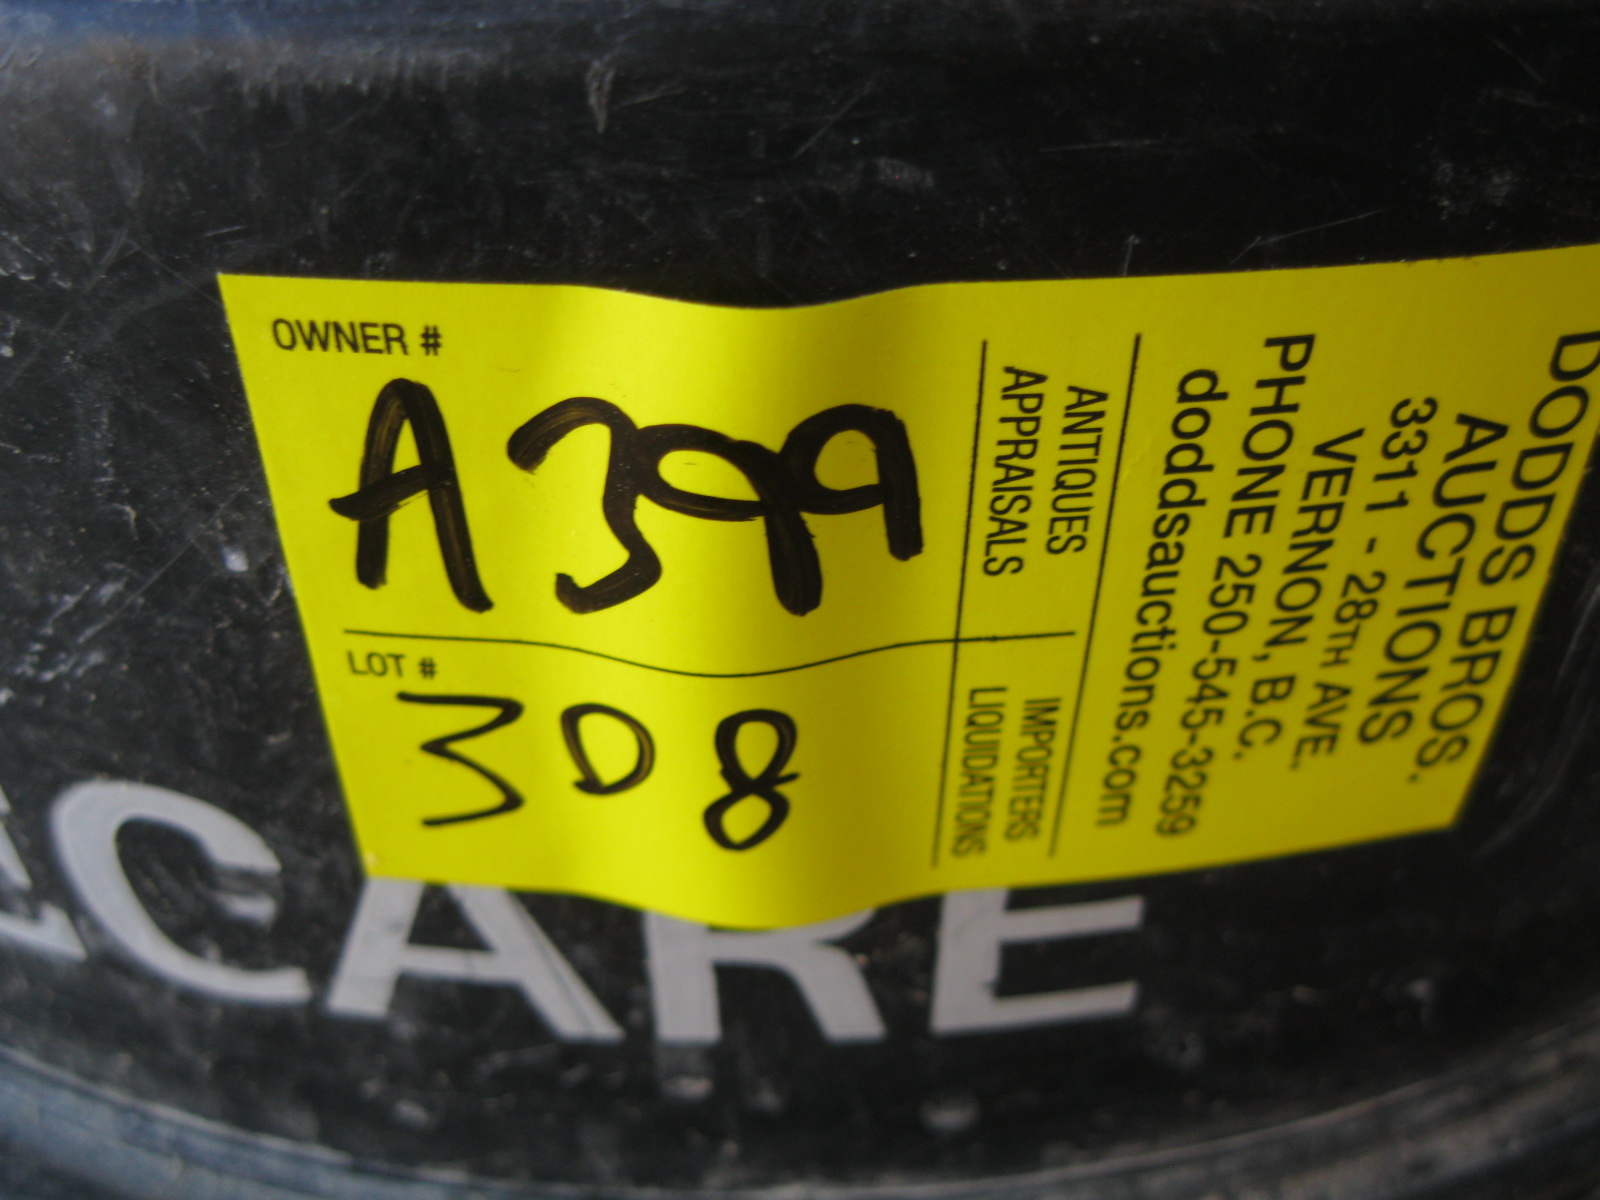 OWNER #
A399
LOT #
308
ANTIQUES
APPRAISALS
IMPORTERS
LIQUIDATIONS
DODDS BROS.
AUCTIONS
3311 - 28TH AVE.
VERNON, B.C.
PHONE 250-545-3259
doddsauctions.com
CARE